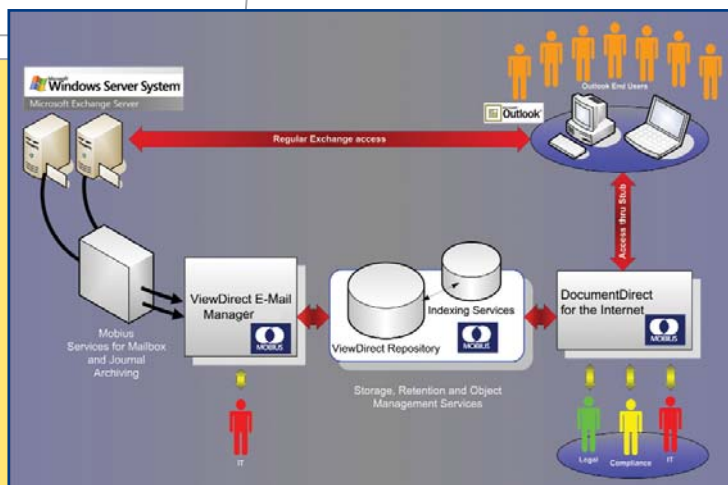 Microsoft
Windows Server System
Microsoft Exchange Server
Outlook End Users
Microsoft Office
Outlook
Regular Exchange access
Access thru Stub
ViewDirect E-Mail
Manager
MOBIUS
Indexing Services
ViewDirect Repository
MOBIUS
DocumentDirect
for the Internet
MOBIUS
Mobius
Services for Mailbox
and Journal
Archiving
Storage, Retention and Object
Management Services
IT
Legal
Compliance
IT